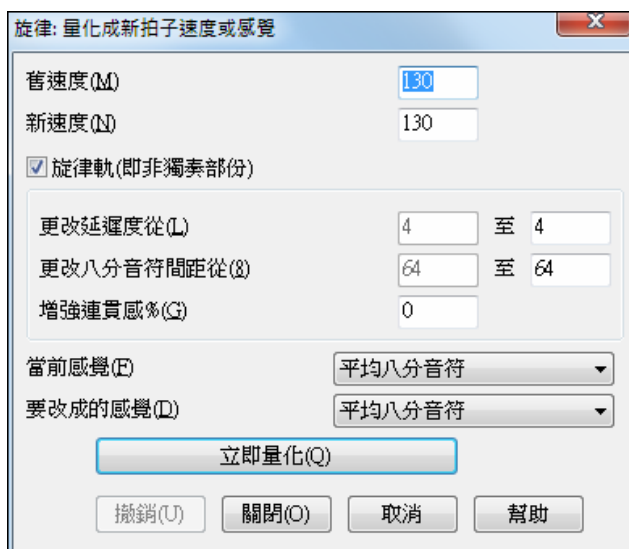 旋律: 量化成新拍子速度或感覺
舊速度(M) 130
新速度(N) 130
旋律軌(即非獨奏部份)
更改延遲度從(L) 4 至 4
更改八分音符間距從(8) 64 至 64
增強連貫感%(G) 0
當前感覺(F) 平均八分音符
要改成的感覺(D) 平均八分音符
立即量化(Q)
撤銷(U) 關閉(O) 取消 幫助